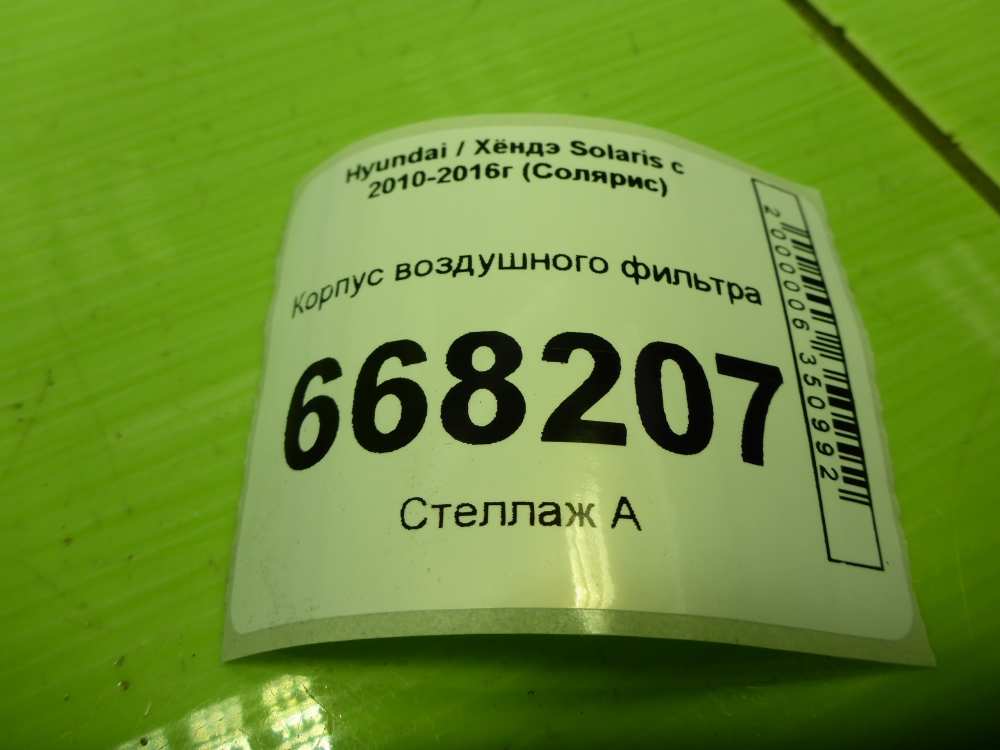 Hyundai / Хёндэ Solaris с
2010-2016г (Солярис)
Корпус воздушного фильтра
668207
Стеллаж А
2000006350992